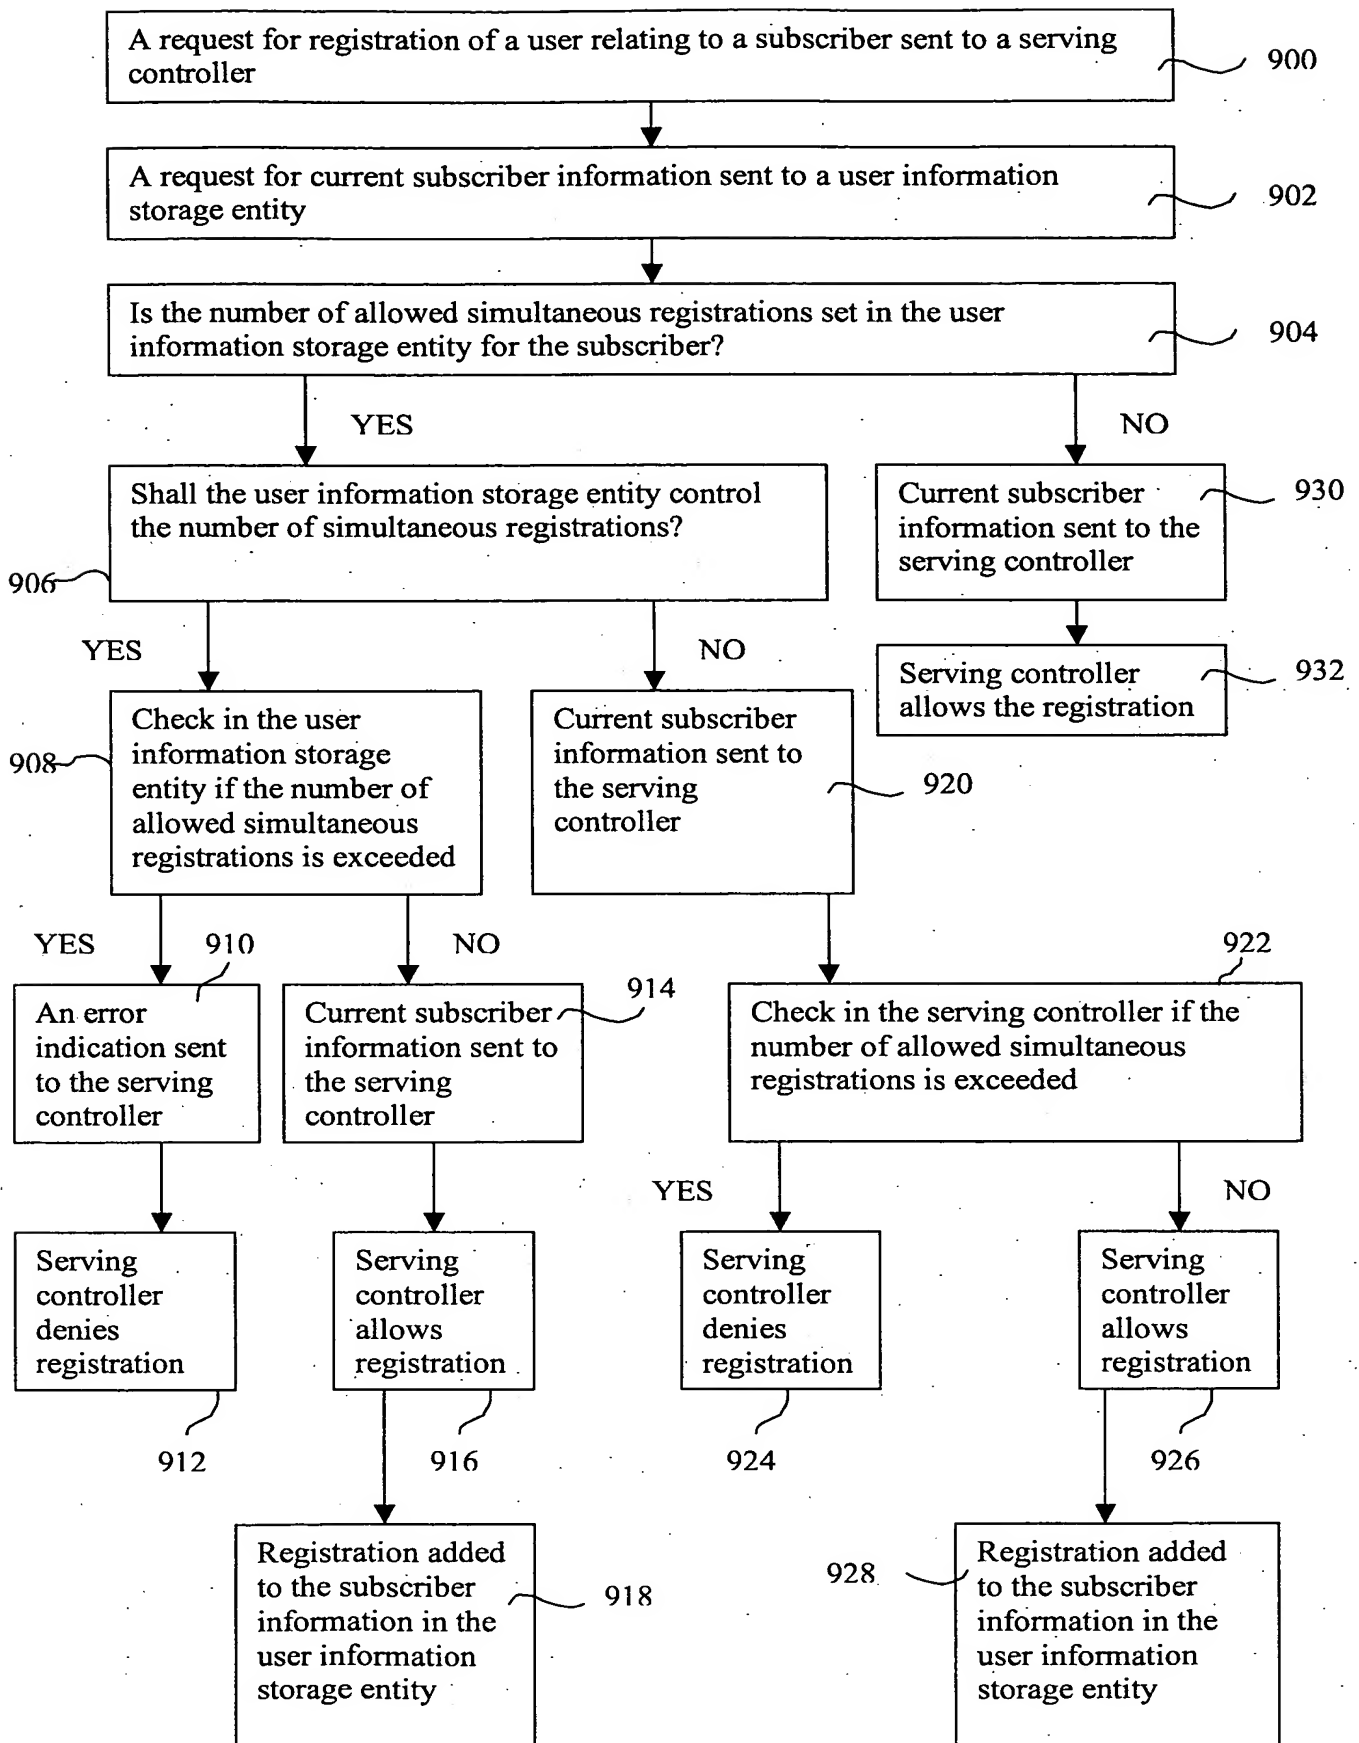 A request for registration of a user relating to a subscriber sent to a serving
controller
900
A request for current subscriber information sent to a user information
storage entity
902
Is the number of allowed simultaneous registrations set in the user
information storage entity for the subscriber?
904
YES
NO
Shall the user information storage entity control
the number of simultaneous registrations?
906
Current subscriber
information sent to the
serving controller
930
YES
NO
Serving controller
allows the registration
932
Check in the user
information storage
entity if the number of
allowed simultaneous
registrations is exceeded
908
Current subscriber
information sent to
the serving
controller
920
YES
910
NO
922
An error
indication sent
to the serving
controller
Current subscriber
information sent to
the serving
controller
914
Check in the serving controller if the
number of allowed simultaneous
registrations is exceeded
YES
NO
Serving
controller
denies
registration
Serving
controller
allows
registration
Serving
controller
denies
registration
Serving
controller
allows
registration
912
916
924
926
Registration added
to the subscriber
information in the
user information
storage entity
918
928
Registration added
to the subscriber
information in the
user information
storage entity